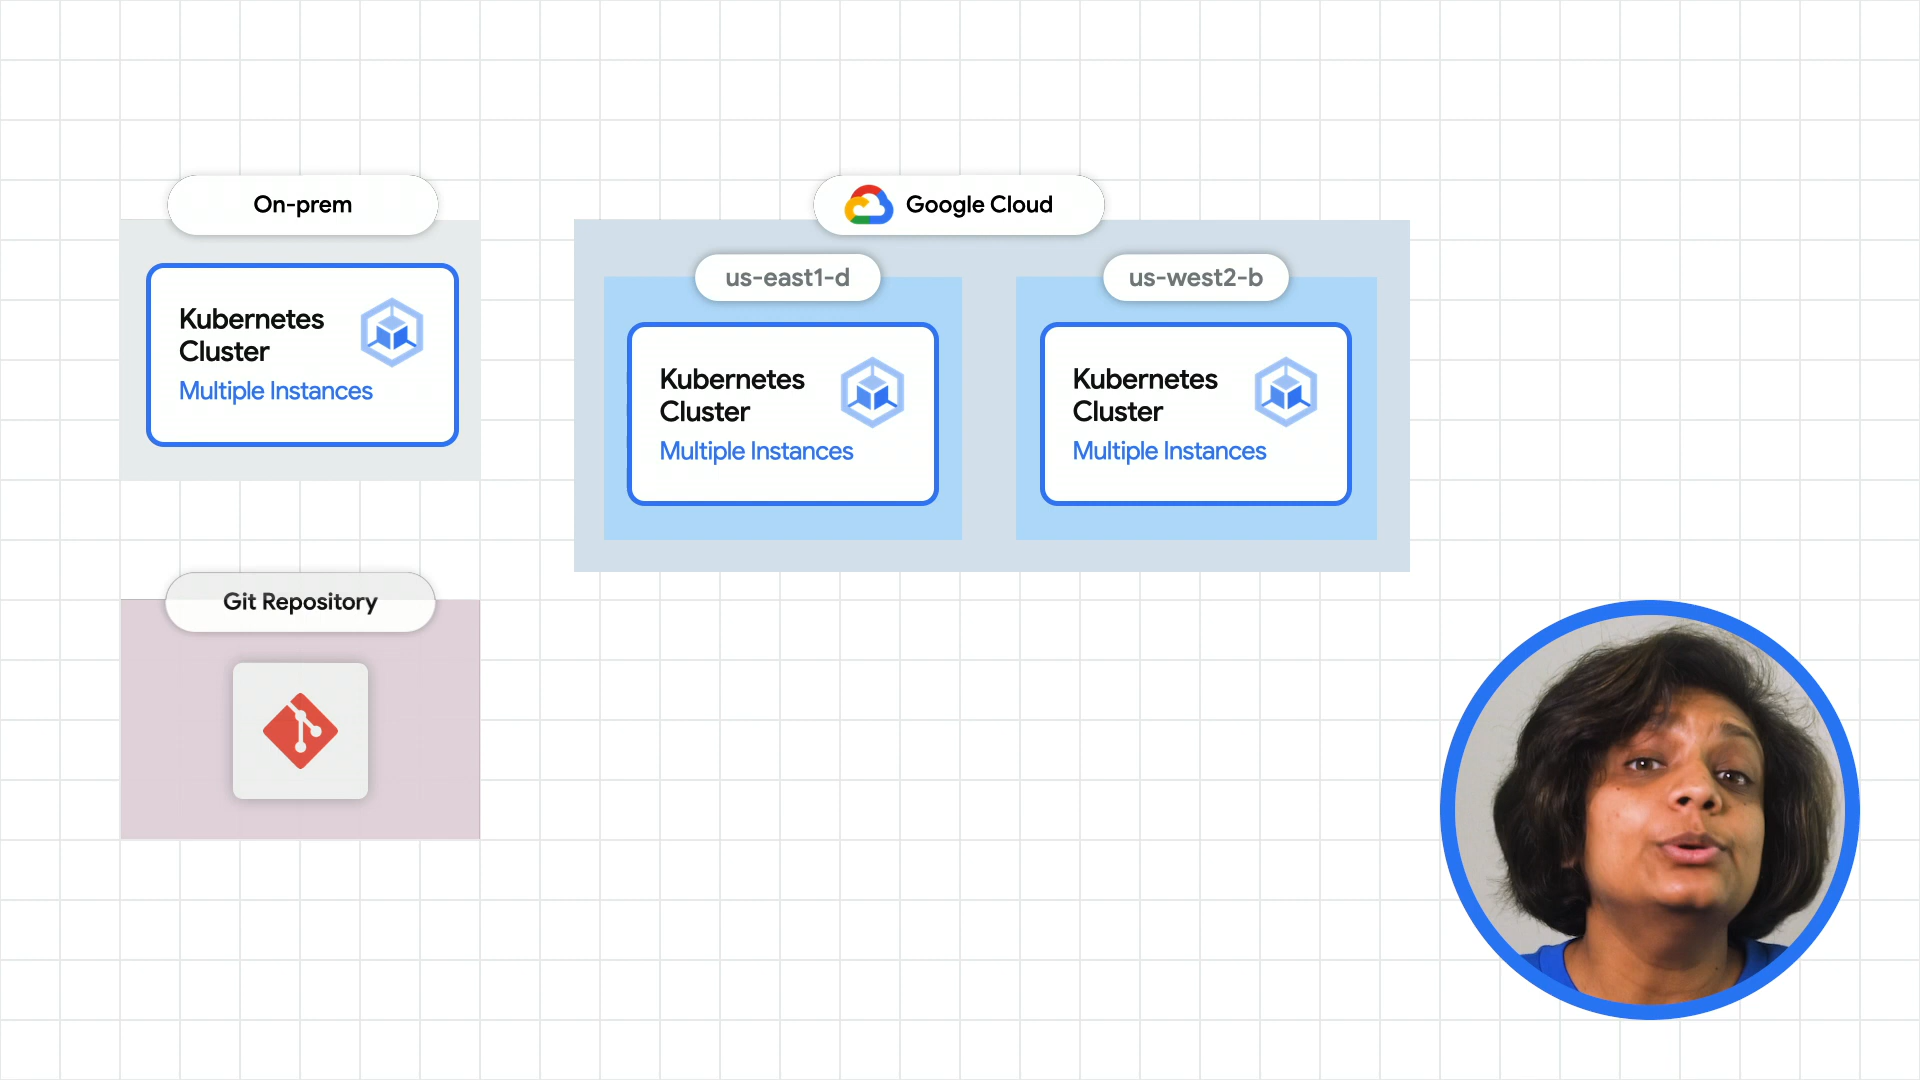 On-prem
Kubernetes
Cluster
Multiple Instances
Google Cloud
us-east1-d
Kubernetes
Cluster
Multiple Instances
us-west2-b
Kubernetes
Cluster
Multiple Instances
Git Repository